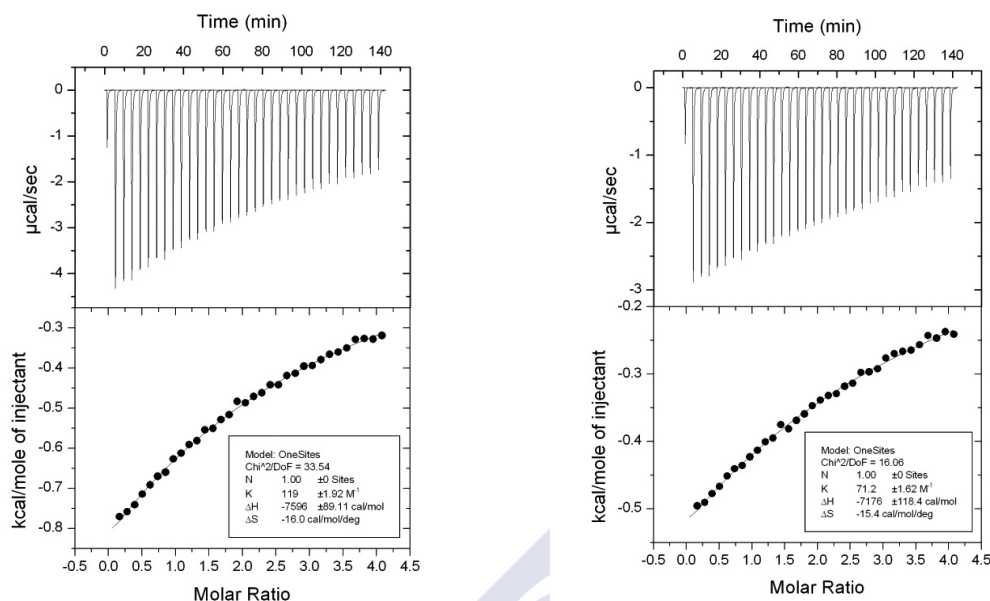 Time (min)
0 20 40 60 80 100 120 140
0
-1
-2
-3
-4
µcal/sec
-0.3
-0.4
-0.5
-0.6
-0.7
-0.8
kcal/mole of injectant
Model: OneSites
Chi^2/DoF = 33.54
N 1.00 ±0 Sites
K 119 ±1.92 M⁻¹
ΔH -7596 ±89.11 cal/mol
ΔS -16.0 cal/mol/deg
-0.5 0.0 0.5 1.0 1.5 2.0 2.5 3.0 3.5 4.0 4.5
Molar Ratio
Time (min)
0 20 40 60 80 100 120 140
0
-1
-2
-3
µcal/sec
-0.2
-0.3
-0.4
-0.5
kcal/mole of injectant
Model: OneSites
Chi^2/DoF = 16.06
N 1.00 ±0 Sites
K 71.2 ±1.62 M⁻¹
ΔH -7176 ±118.4 cal/mol
ΔS -15.4 cal/mol/deg
-0.5 0.0 0.5 1.0 1.5 2.0 2.5 3.0 3.5 4.0 4.5
Molar Ratio